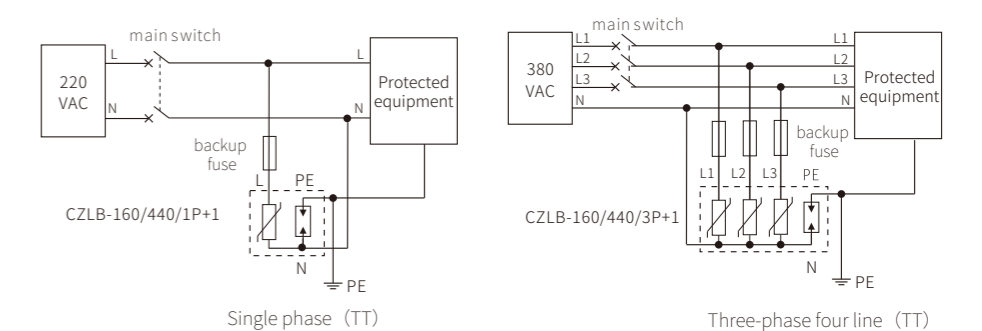 main switch
220
VAC
L
N
L
N
Protected
equipment
backup
fuse
L
PE
CZLB-160/440/1P+1
N
PE
Single phase（TT）
main switch
380
VAC
L1
L2
L3
N
L1
L2
L3
N
Protected
equipment
backup
fuse
L1
L2
L3
PE
CZLB-160/440/3P+1
N
PE
Three-phase four line（TT）